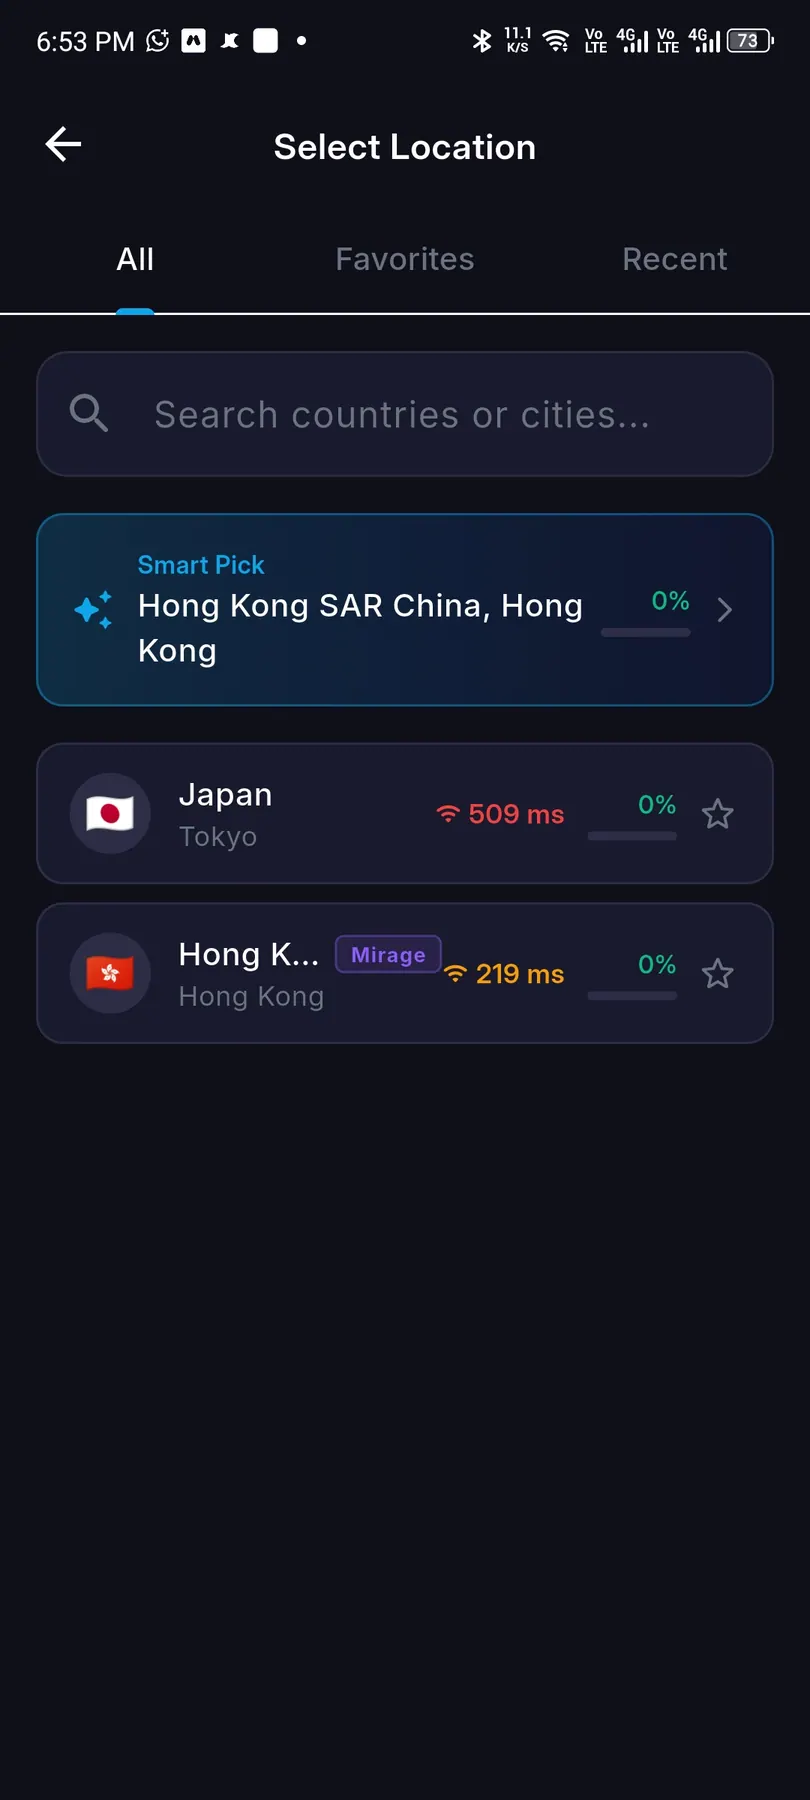 6:53 PM
11.1 K/S
Vo LTE 4G Vo LTE 4G 73
Select Location
All Favorites Recent
Search countries or cities...
Smart Pick
Hong Kong SAR China, Hong
Kong
0%
Japan
Tokyo
509 ms
0%
Hong K... Mirage
Hong Kong
219 ms
0%